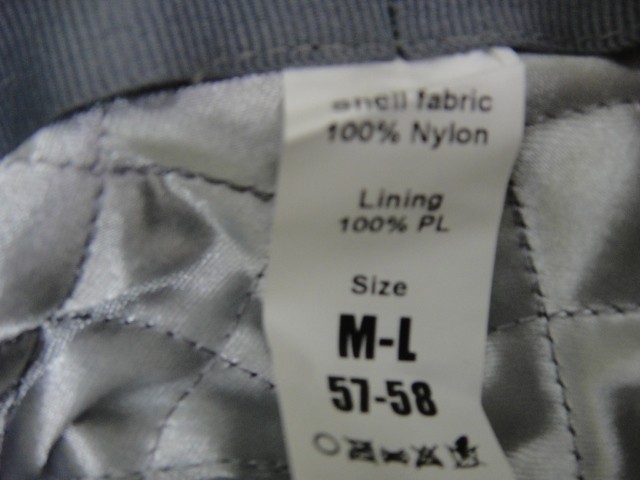 Shell fabric
100% Nylon
Lining
100% PL
Size
M-L
57-58